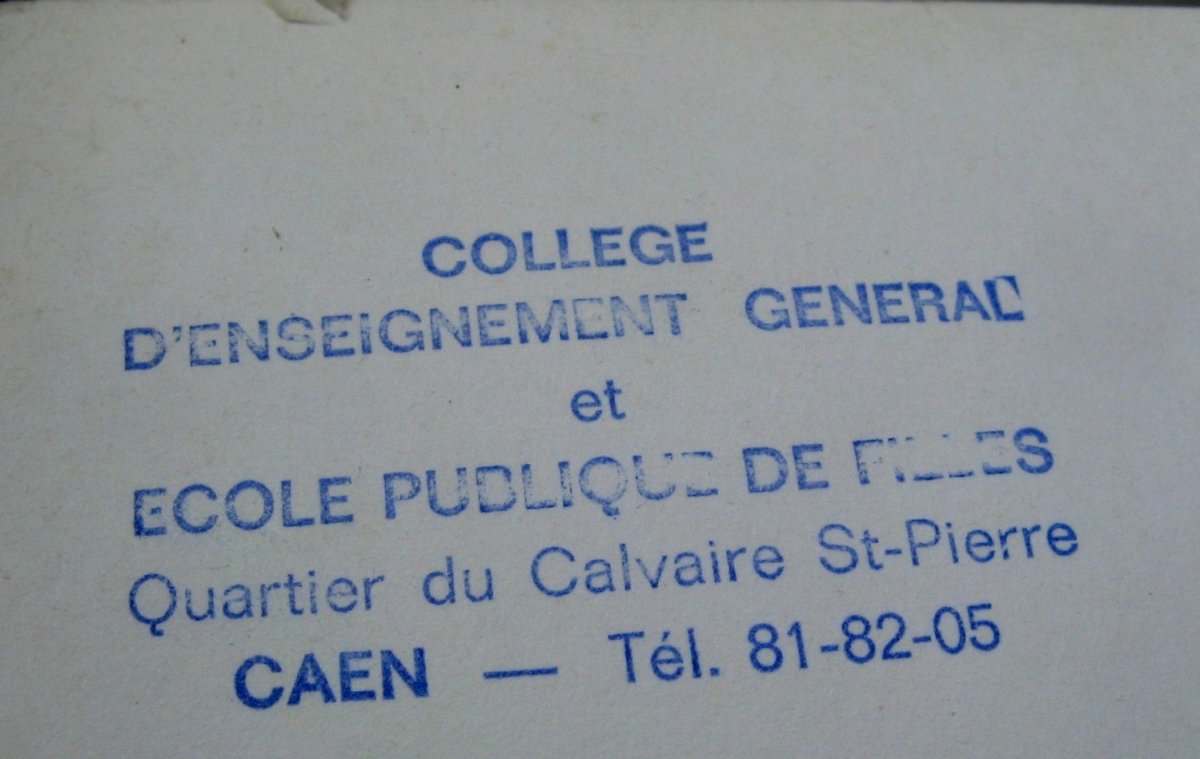 COLLEGE
D'ENSEIGNEMENT GENERAL
et
ECOLE PUBLIQUE DE FILLES
Quartier du Calvaire St-Pierre
CAEN — Tél. 81-82-05